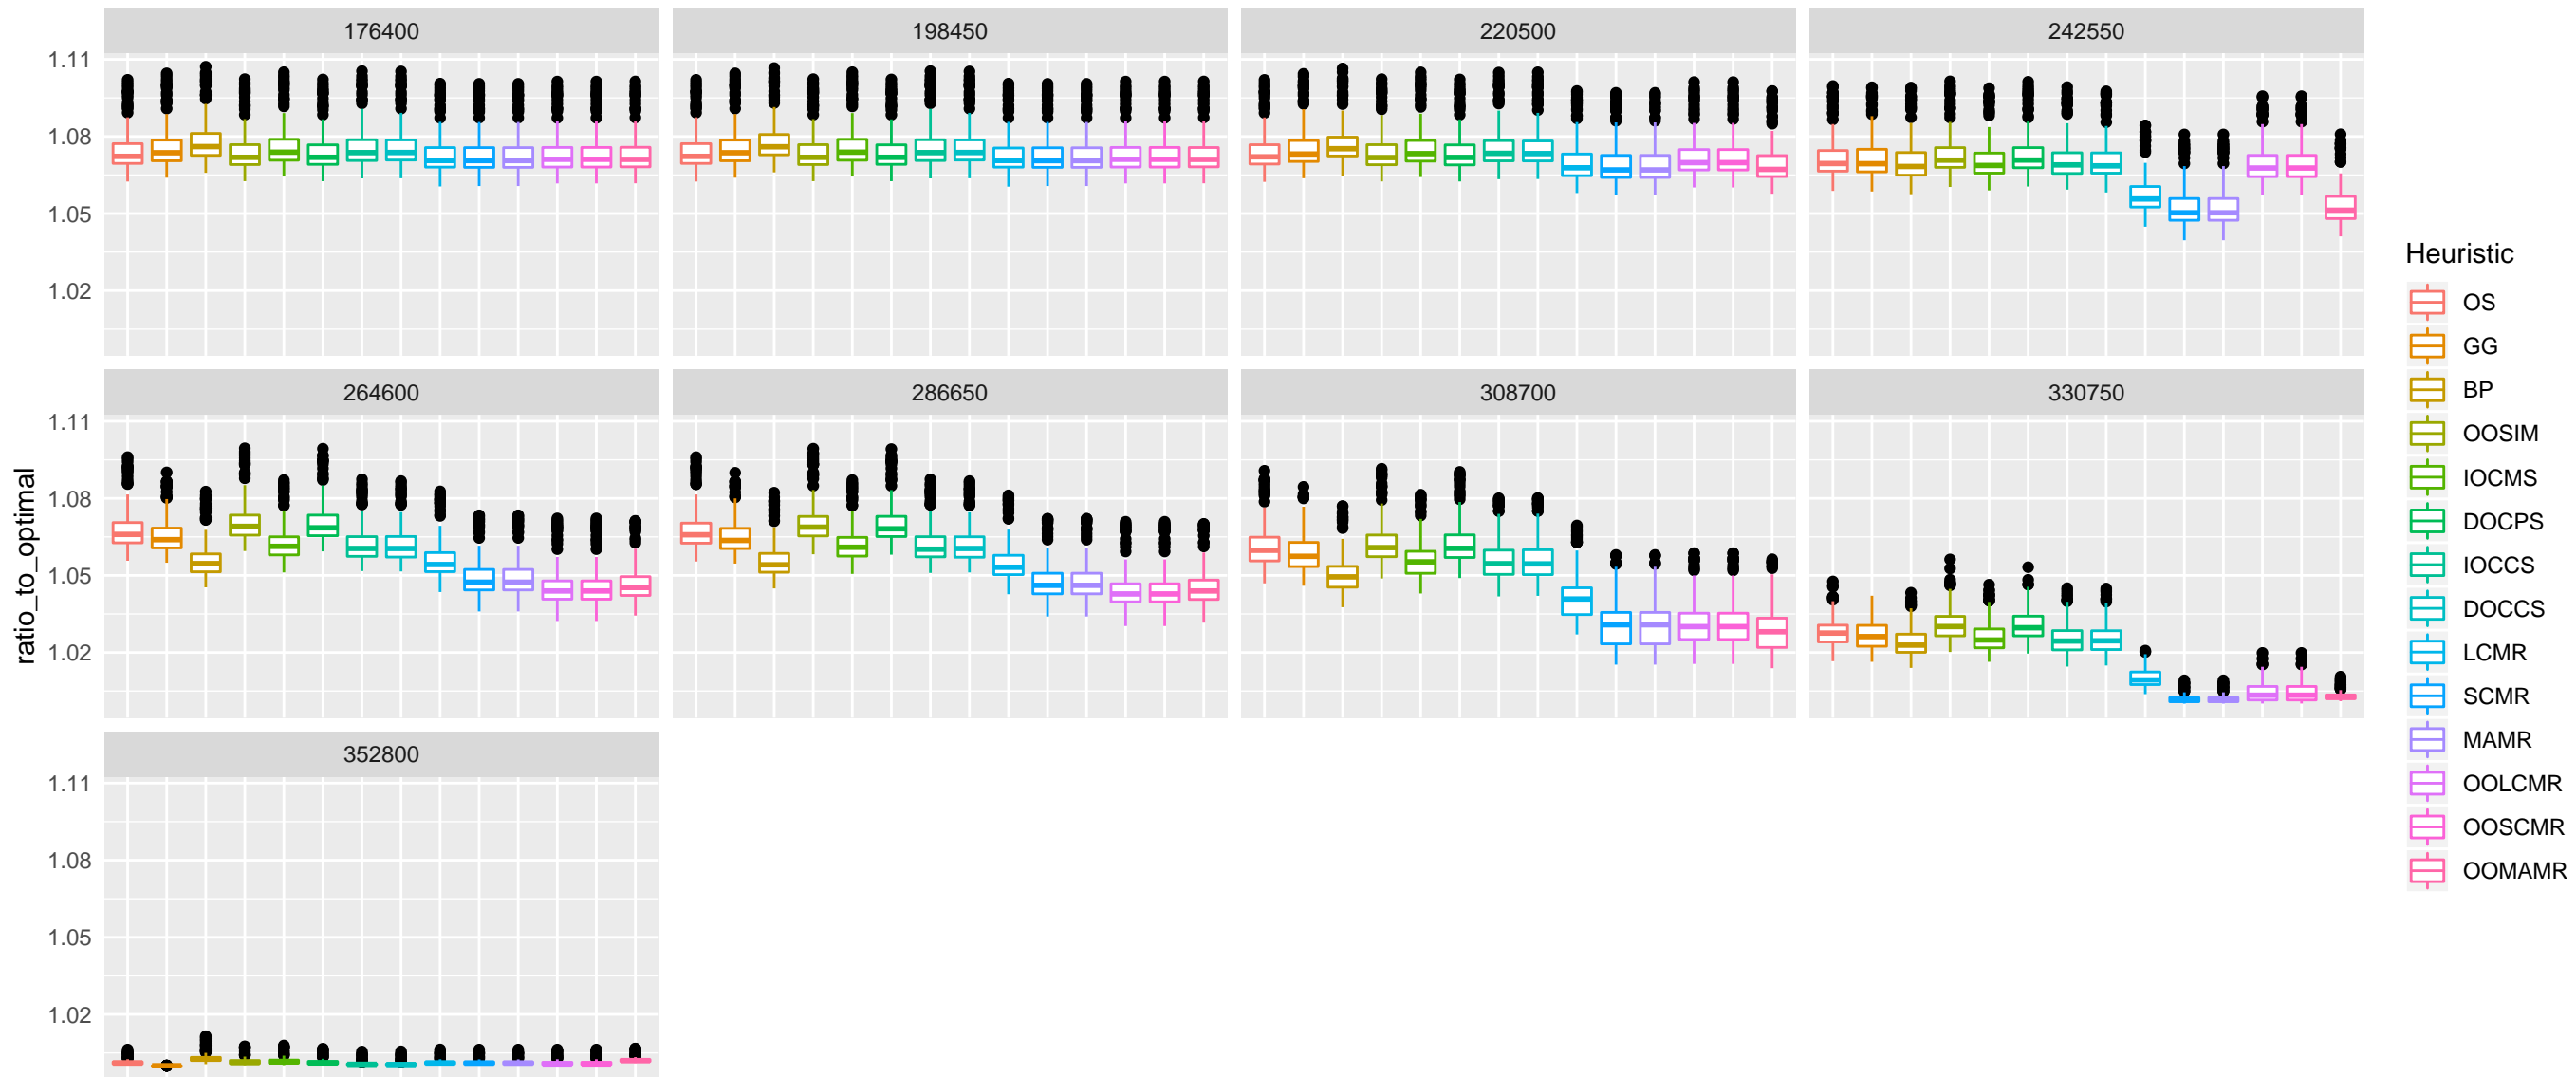 176400
198450
220500
242550
1.11
1.08
1.05
1.02
264600
286650
308700
330750
1.11
1.08
1.05
1.02
352800
1.11
1.08
1.05
1.02
ratio_to_optimal
Heuristic
OS
GG
BP
OOSIM
IOCMS
DOCPS
IOCCS
DOCCS
LCMR
SCMR
MAMR
OOLCMR
OOSCMR
OOMAMR